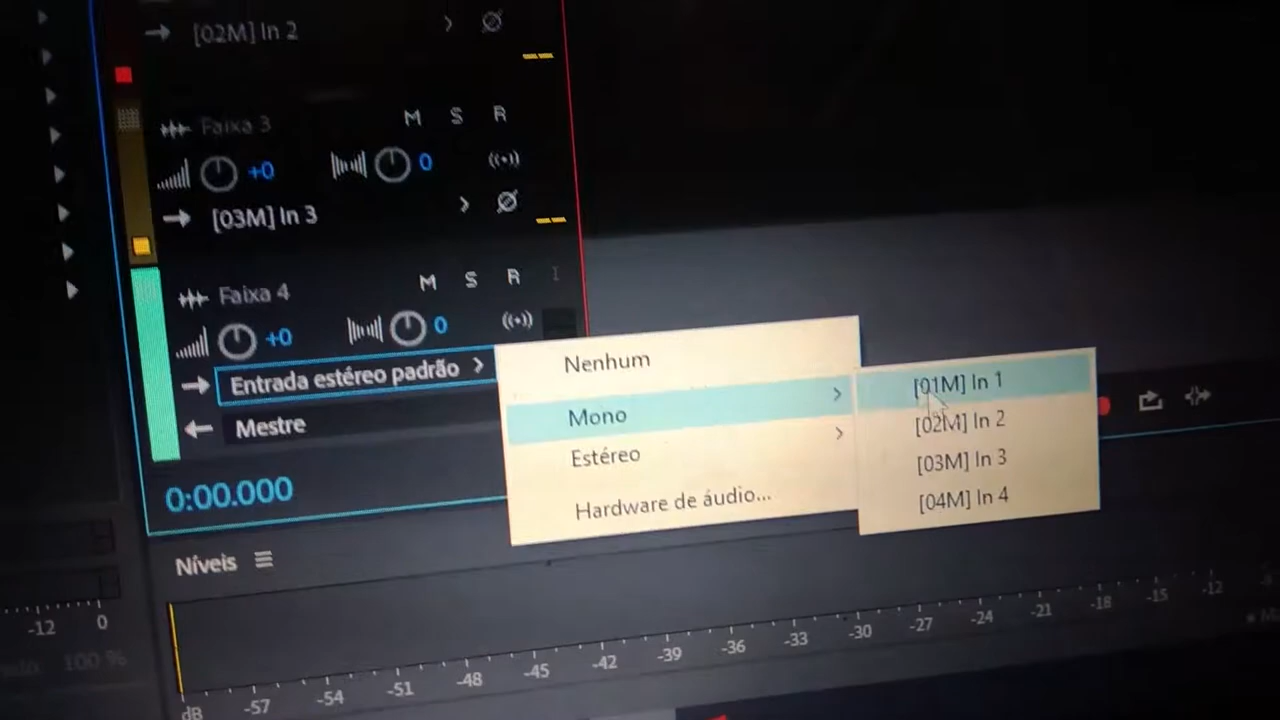 [02M] In 2
Faixa 3
M S R
+0 0
[03M] In 3
Faixa 4
M S R I
+0 0
Entrada estéreo padrão
Mestre
Nenhum
Mono
Estéreo
Hardware de áudio...
[01M] In 1
[02M] In 2
[03M] In 3
[04M] In 4
0:00.000
Níveis
-12 0
100 %
dB -57 -54 -51 -48 -45 -42 -39 -36 -33 -30 -27 -24 -21 -18 -15 -12